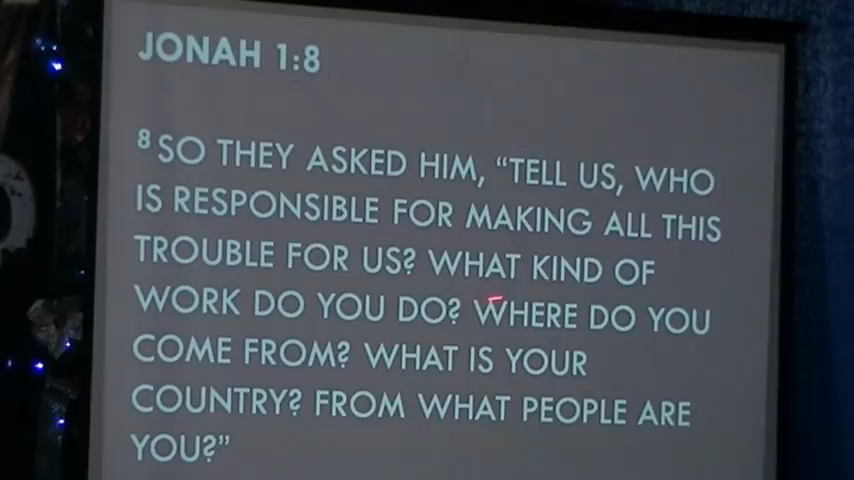 JONAH 1:8
8 SO THEY ASKED HIM, “TELL US, WHO
IS RESPONSIBLE FOR MAKING ALL THIS
TROUBLE FOR US? WHAT KIND OF
WORK DO YOU DO? WHERE DO YOU
COME FROM? WHAT IS YOUR
COUNTRY? FROM WHAT PEOPLE ARE
YOU?”